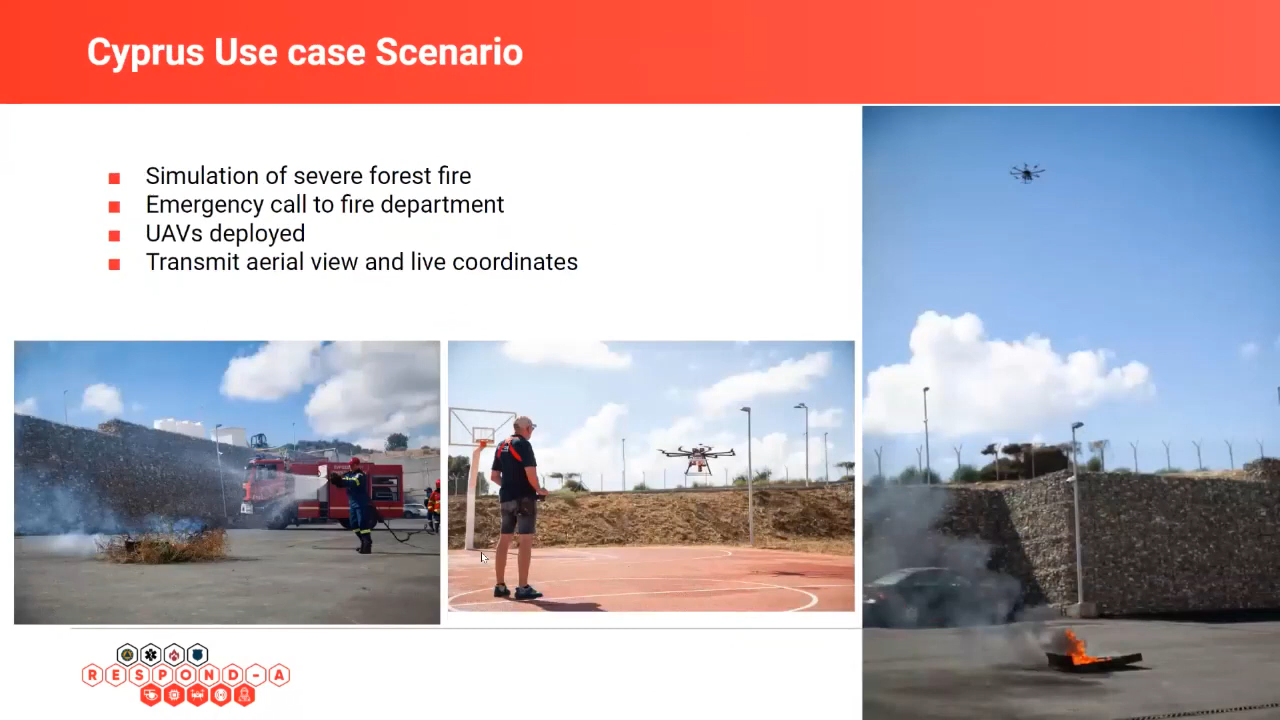 Cyprus Use case Scenario
Simulation of severe forest fire
Emergency call to fire department
UAVs deployed
Transmit aerial view and live coordinates
RESPOND-A